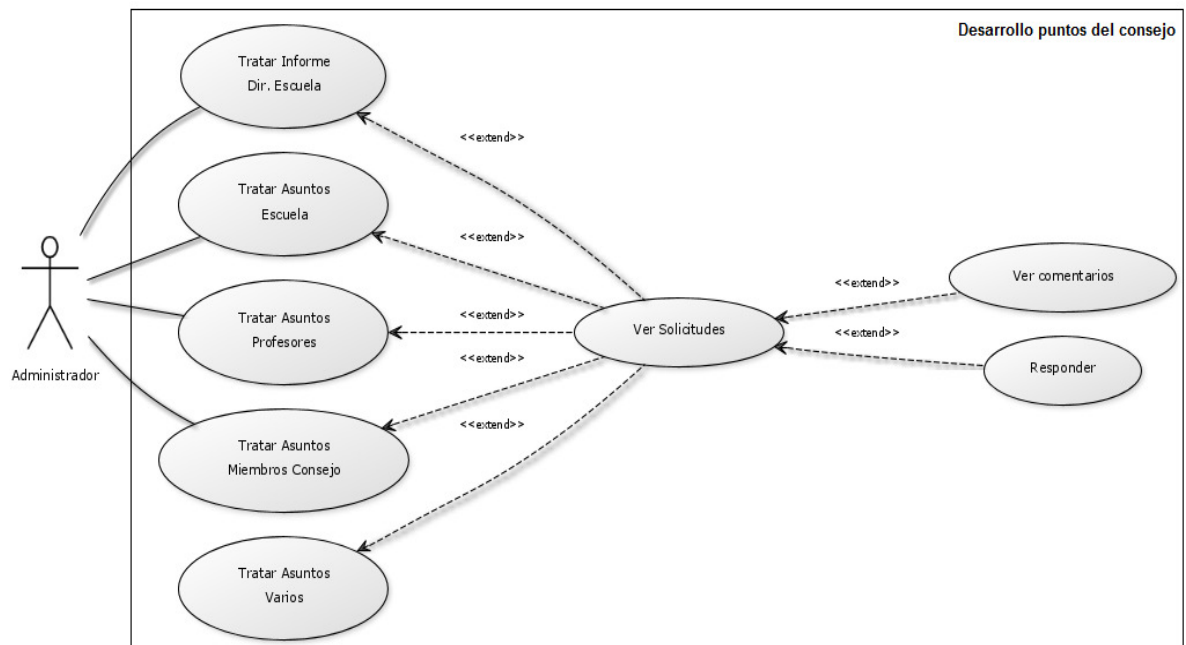 Desarrollo puntos del consejo
Tratar Informe
Dir. Escuela
<<extend>>
Tratar Asuntos
Escuela
<<extend>>
Administrador
Tratar Asuntos
Profesores
<<extend>>
Ver Solicitudes
<<extend>>
Ver comentarios
<<extend>>
Responder
<<extend>>
Tratar Asuntos
Miembros Consejo
<<extend>>
Tratar Asuntos
Varios